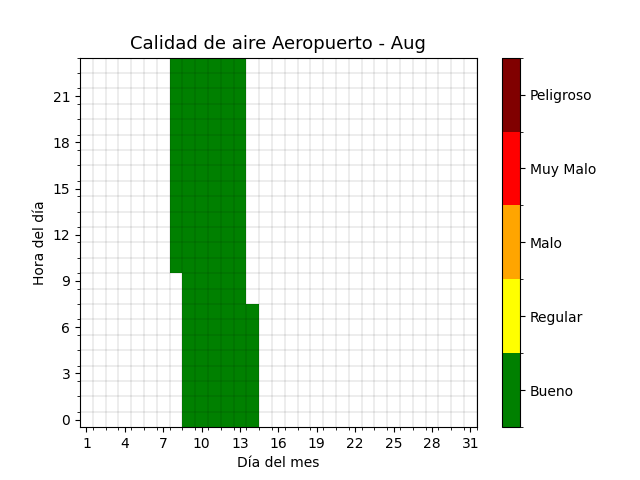 Calidad de aire Aeropuerto - Aug
Hora del día
21
18
15
12
9
6
3
0
1 4 7 10 13 16 19 22 25 28 31
Día del mes
Peligroso
Muy Malo
Malo
Regular
Bueno